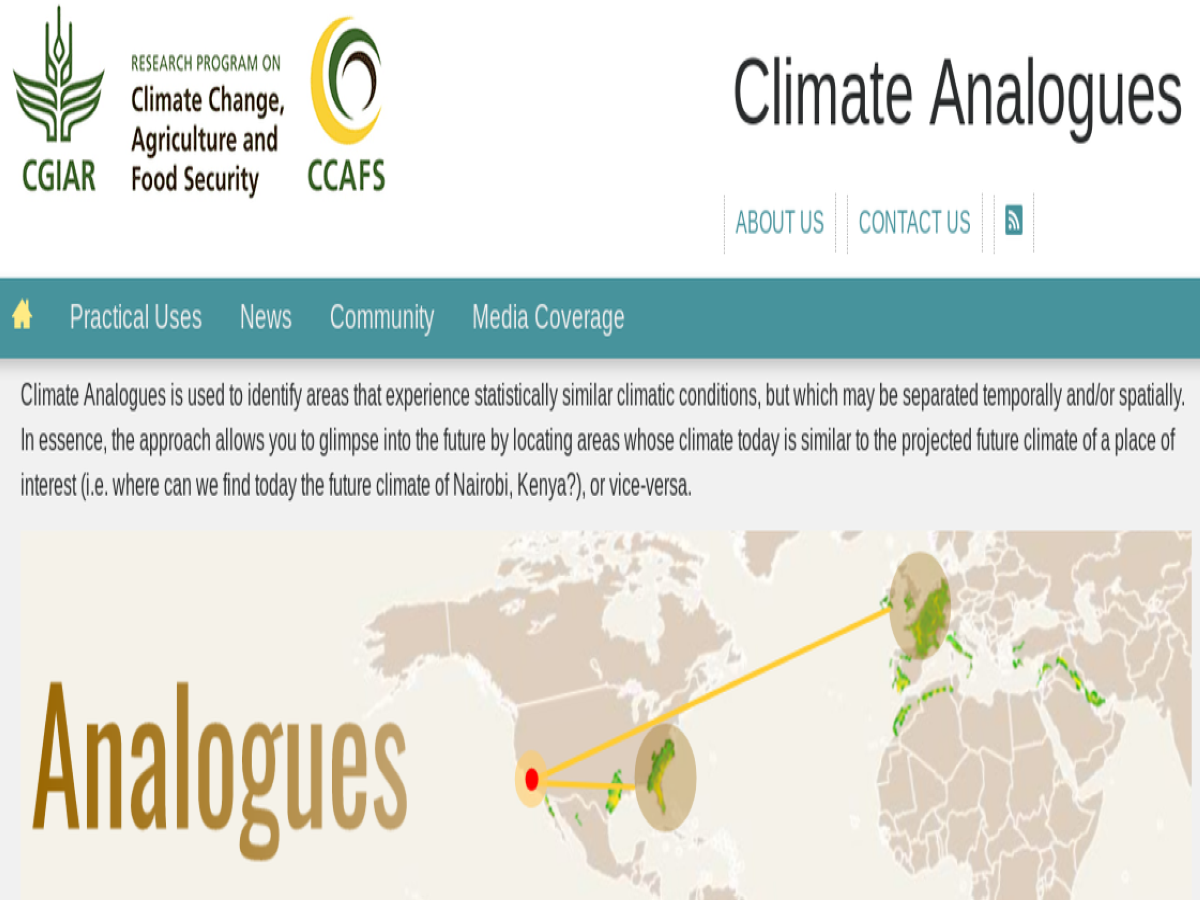 RESEARCH PROGRAM ON
Climate Change,
Agriculture and
Food Security
CGIAR
CCAFS
Climate Analogues
ABOUT US
CONTACT US
Practical Uses
News
Community
Media Coverage
Climate Analogues is used to identify areas that experience statistically similar climatic conditions, but which may be separated temporally and/or spatially.
In essence, the approach allows you to glimpse into the future by locating areas whose climate today is similar to the projected future climate of a place of
interest (i.e. where can we find today the future climate of Nairobi, Kenya?), or vice-versa.
Analogues